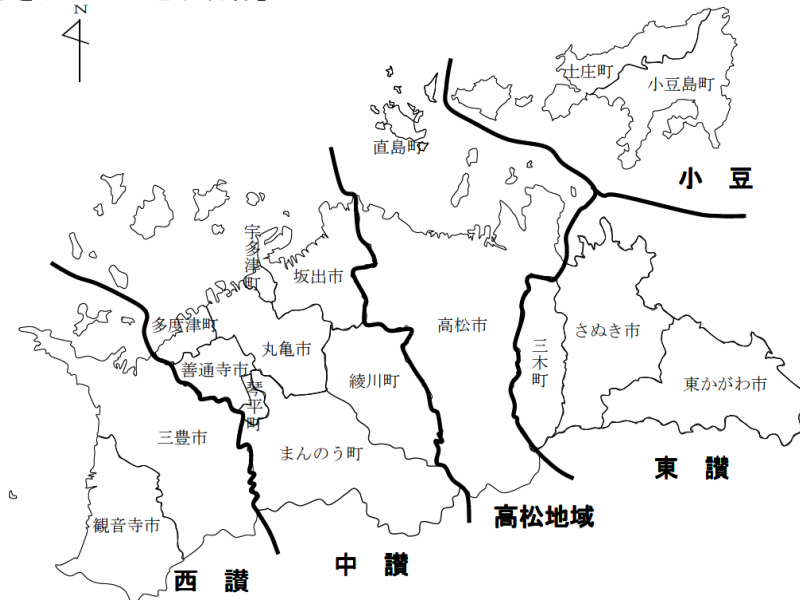 N
土庄町
小豆島町
直島町
小　豆
宇多津町
坂出市
多度津町
高松市
さぬき市
丸亀市
三木町
善通寺市
綾川町
琴平町
東かがわ市
三豊市
まんのう町
東　讃
観音寺市
高松地域
中　讃
西　讃